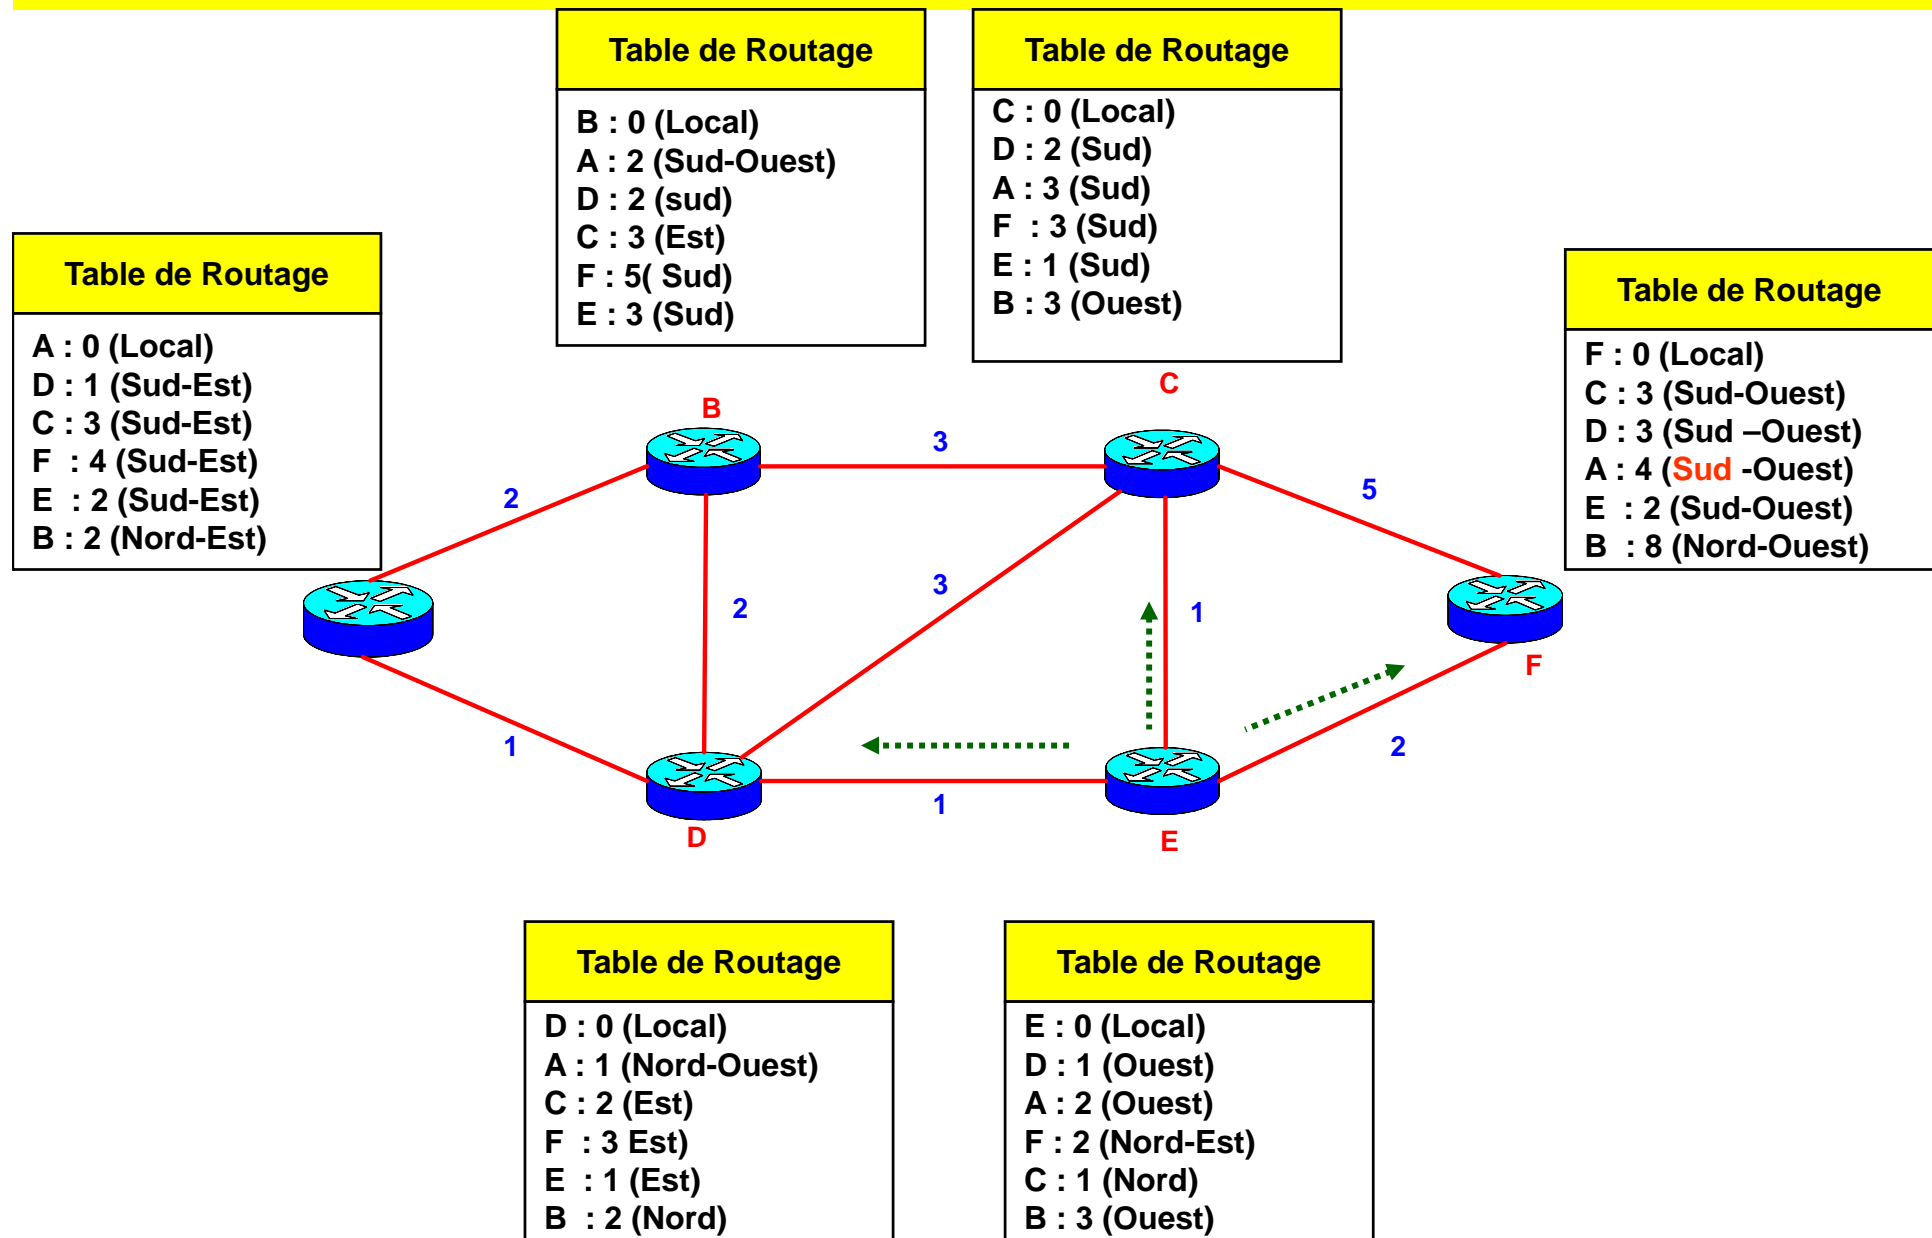 Table de Routage
B : 0 (Local)
A : 2 (Sud-Ouest)
D : 2 (sud)
C : 3 (Est)
F : 5( Sud)
E : 3 (Sud)
Table de Routage
C : 0 (Local)
D : 2 (Sud)
A : 3 (Sud)
F : 3 (Sud)
E : 1 (Sud)
B : 3 (Ouest)
Table de Routage
A : 0 (Local)
D : 1 (Sud-Est)
C : 3 (Sud-Est)
F : 4 (Sud-Est)
E : 2 (Sud-Est)
B : 2 (Nord-Est)
Table de Routage
F : 0 (Local)
C : 3 (Sud-Ouest)
D : 3 (Sud –Ouest)
A : 4 (Sud -Ouest)
E : 2 (Sud-Ouest)
B : 8 (Nord-Ouest)
B
C
3
2
5
3
2
1
F
1
2
1
D
E
Table de Routage
D : 0 (Local)
A : 1 (Nord-Ouest)
C : 2 (Est)
F : 3 Est)
E : 1 (Est)
B : 2 (Nord)
Table de Routage
E : 0 (Local)
D : 1 (Ouest)
A : 2 (Ouest)
F : 2 (Nord-Est)
C : 1 (Nord)
B : 3 (Ouest)